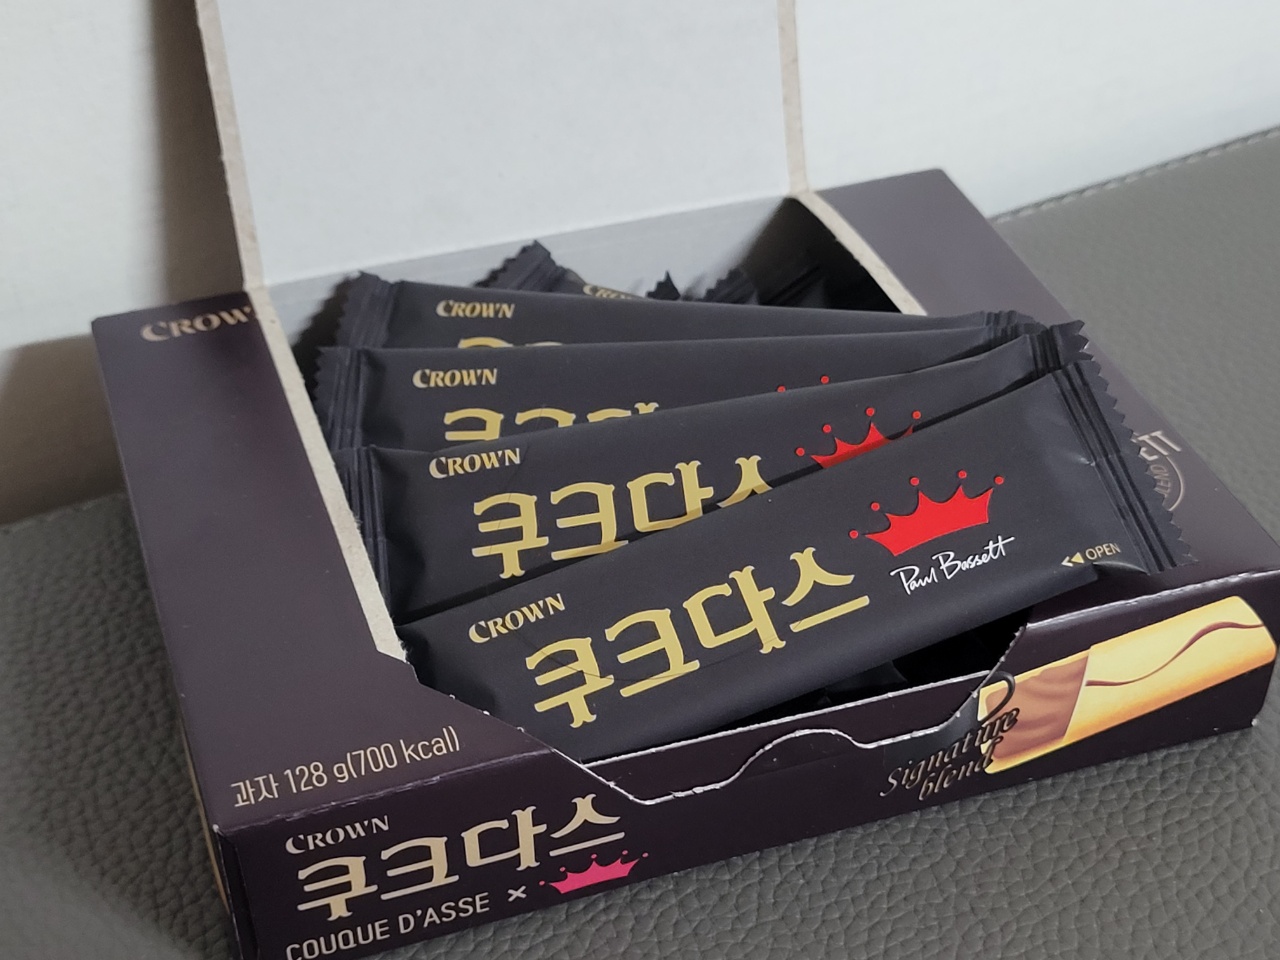 CROW
CROWN
CROWN
CROWN
쿠크다스
CROWN
쿠크다스
Paul Bassett
OPEN
과자 128 g(700 kcal)
CROWN
쿠크다스
COUQUE D'ASSE ×
Signature
blend